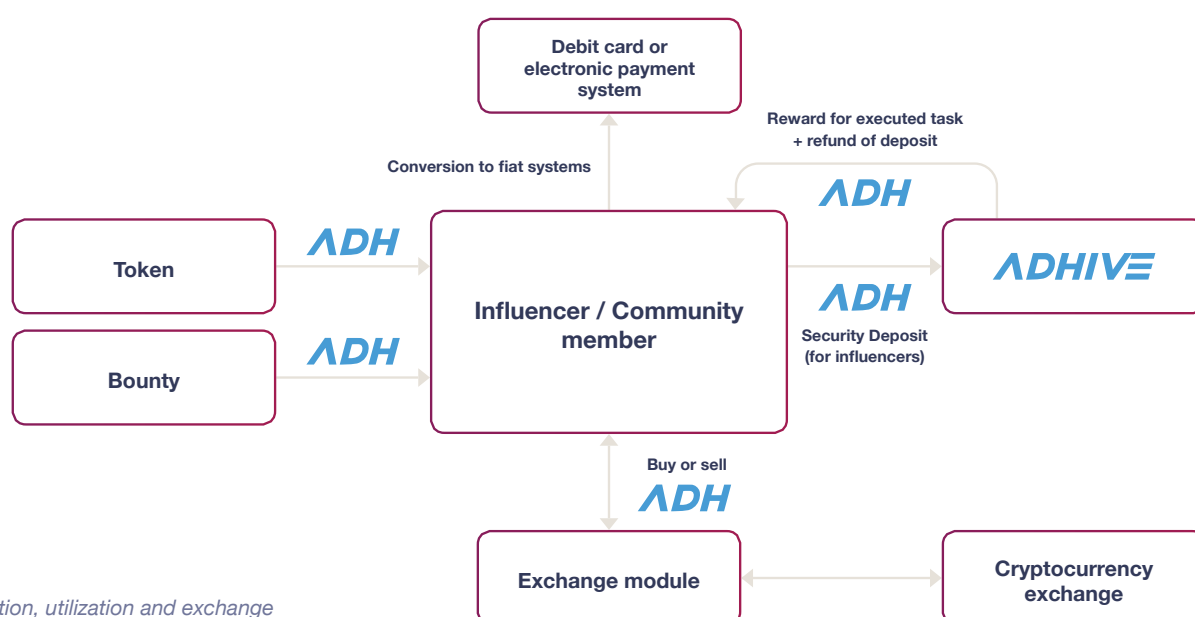 Debit card or
electronic payment
system
Reward for executed task
+ refund of deposit
Conversion to fiat systems
ADH
Token
ADH
Influencer / Community
member
ADHIVE
ADH
Security Deposit
(for influencers)
Bounty
ADH
Buy or sell
ADH
Exchange module
Cryptocurrency
exchange
utilization and exchange